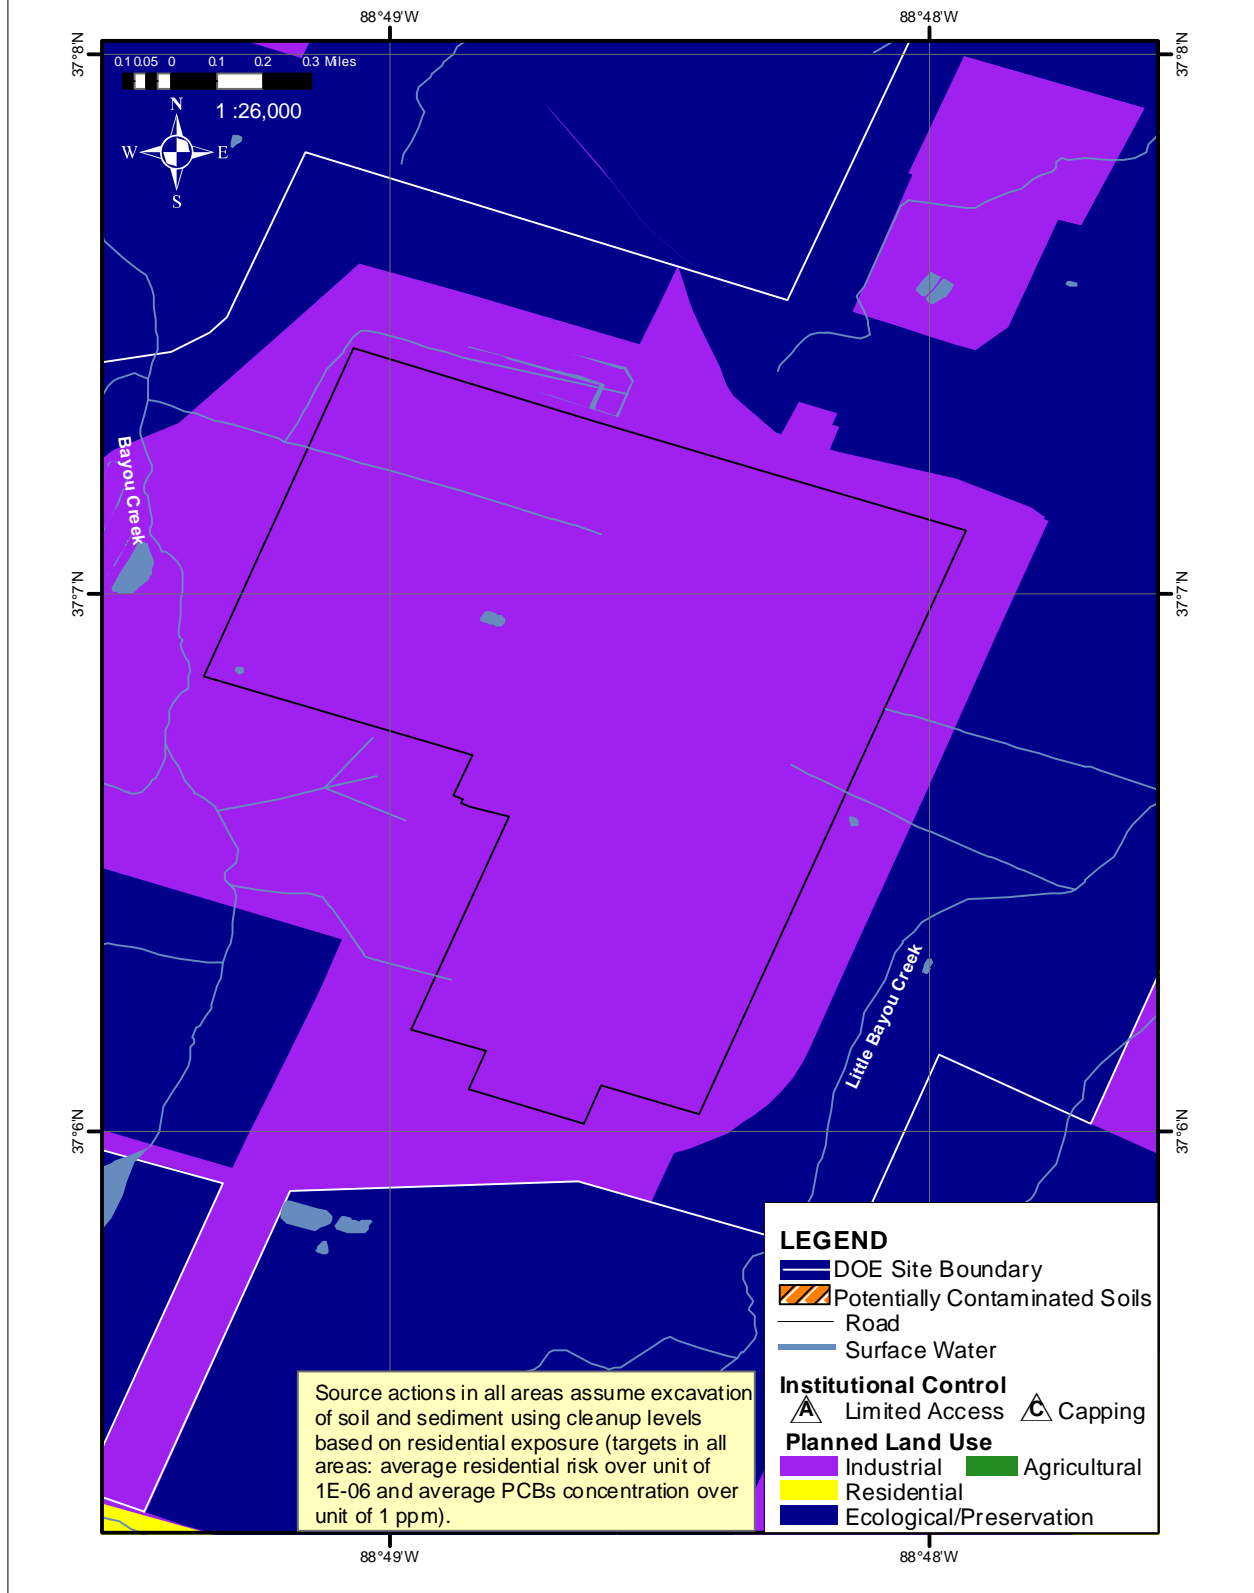 88°49'W
88°48'W
37°8'N
37°8'N
0.1 0.05 0 0.1 0.2 0.3 Miles
1 :26,000
N
W E
S
Bayou Creek
37°7'N
37°7'N
Little Bayou Creek
37°6'N
37°6'N
LEGEND
DOE Site Boundary
Potentially Contaminated Soils
Road
Surface Water
Institutional Control
A Limited Access C Capping
Planned Land Use
Industrial Agricultural
Residential
Ecological/Preservation
Source actions in all areas assume excavation
of soil and sediment using cleanup levels
based on residential exposure (targets in all
areas: average residential risk over unit of
1E-06 and average PCBs concentration over
unit of 1 ppm).
88°49'W
88°48'W